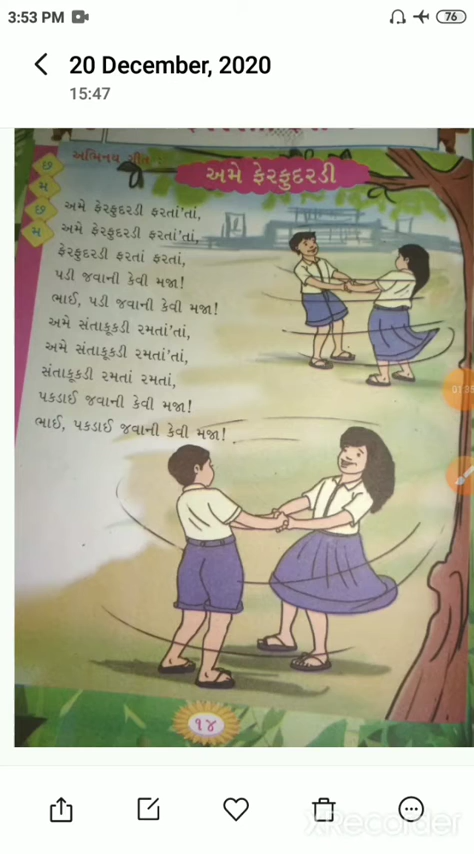 3:53 PM
76
20 December, 2020
15:47
અભિનય ગીત :
અમે ફેરફુદરડી
છ
મ
છ
મ
અમે ફેરફુદરડી ફરતાં'તાં,
અમે ફેરફુદરડી ફરતાં'તાં,
ફેરફુદરડી ફરતાં ફરતાં,
પડી જવાની કેવી મજા!
ભાઈ, પડી જવાની કેવી મજા!
અમે સંતાકૂકડી રમતાં'તાં,
અમે સંતાકૂકડી રમતાં'તાં,
સંતાકૂકડી રમતાં રમતાં,
પકડાઈ જવાની કેવી મજા!
ભાઈ, પકડાઈ જવાની કેવી મજા!
૧૪
XRecorder